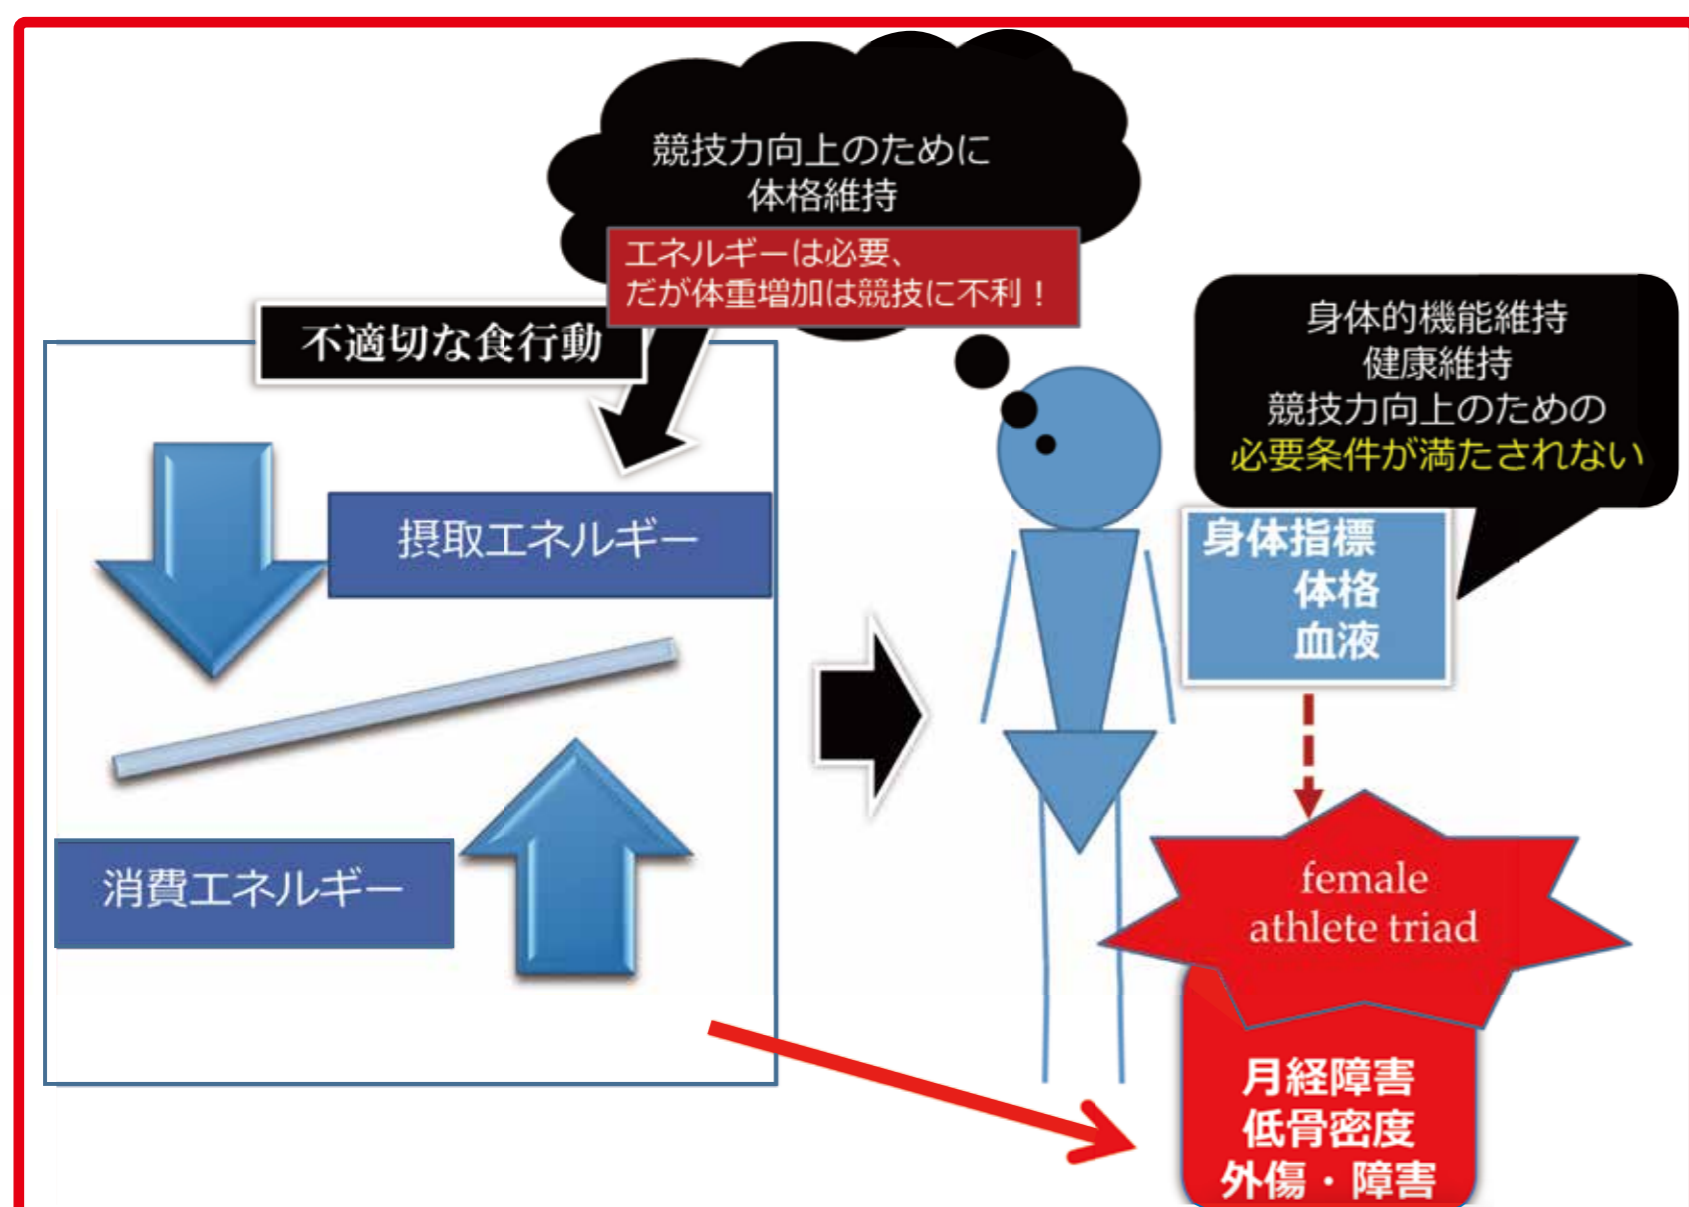 競技力向上のために
体格維持
エネルギーは必要、
だが体重増加は競技に不利！
不適切な食行動
摂取エネルギー
消費エネルギー
身体的機能維持
健康維持
競技力向上のための
必要条件が満たされない
身体指標
体格
血液
female
athlete triad
月経障害
低骨密度
外傷・障害